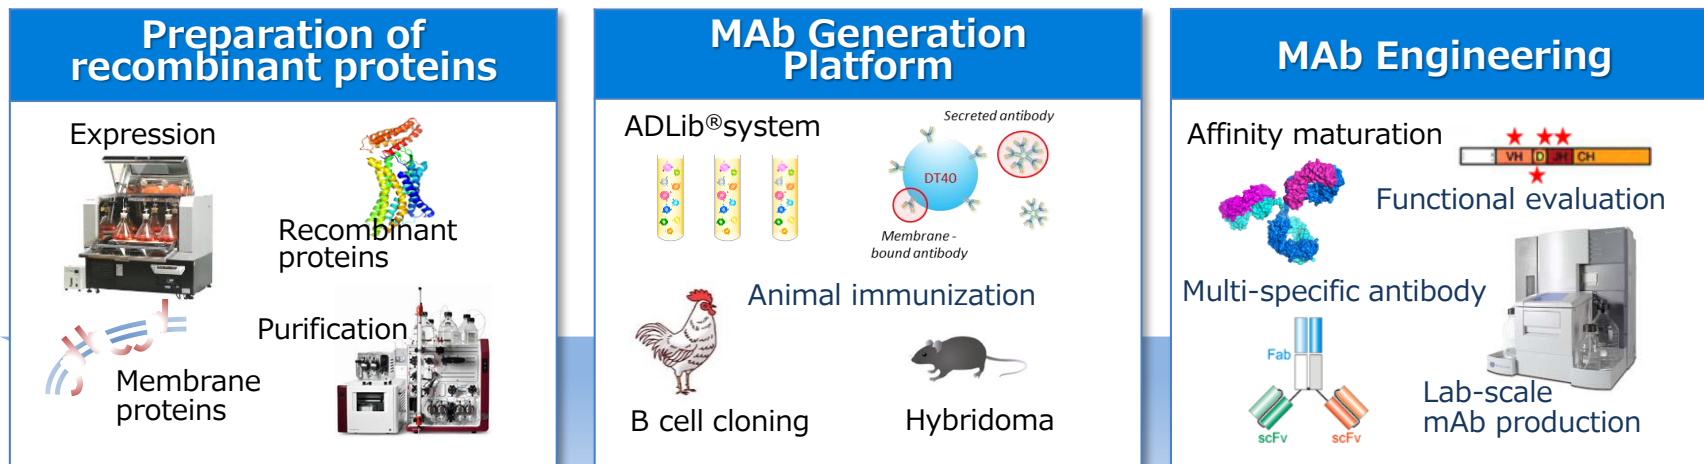 Preparation of
recombinant proteins
Expression
Recombinant
proteins
Purification
Membrane
proteins
MAb Generation
Platform
ADLib®system
Secreted antibody
DT40
Membrane -
bound antibody
Animal immunization
B cell cloning
Hybridoma
MAb Engineering
Affinity maturation
VH D JH CH
Functional evaluation
Multi-specific antibody
Fab
scFv scFv
Lab-scale
mAb production